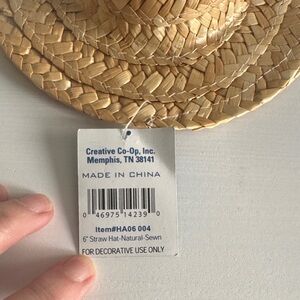 Creative Co-Op, Inc.
Memphis, TN 38141
MADE IN CHINA
0 46975 14239 0
Item#HA06 004
6" Straw Hat-Natural-Sewn
FOR DECORATIVE USE ONLY